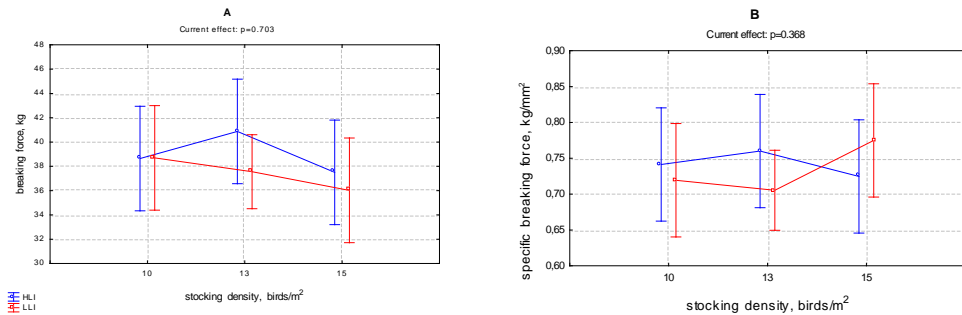 A
Current effect: p=0.703
48
46
44
42
40
38
36
34
32
30
breaking force, kg
10
13
15
stocking density, birds/m²
HLI
LLI
B
Current effect: p=0.368
0,90
0,85
0,80
0,75
0,70
0,65
0,60
specific breaking force, kg/mm²
10
13
15
stocking density, birds/m²